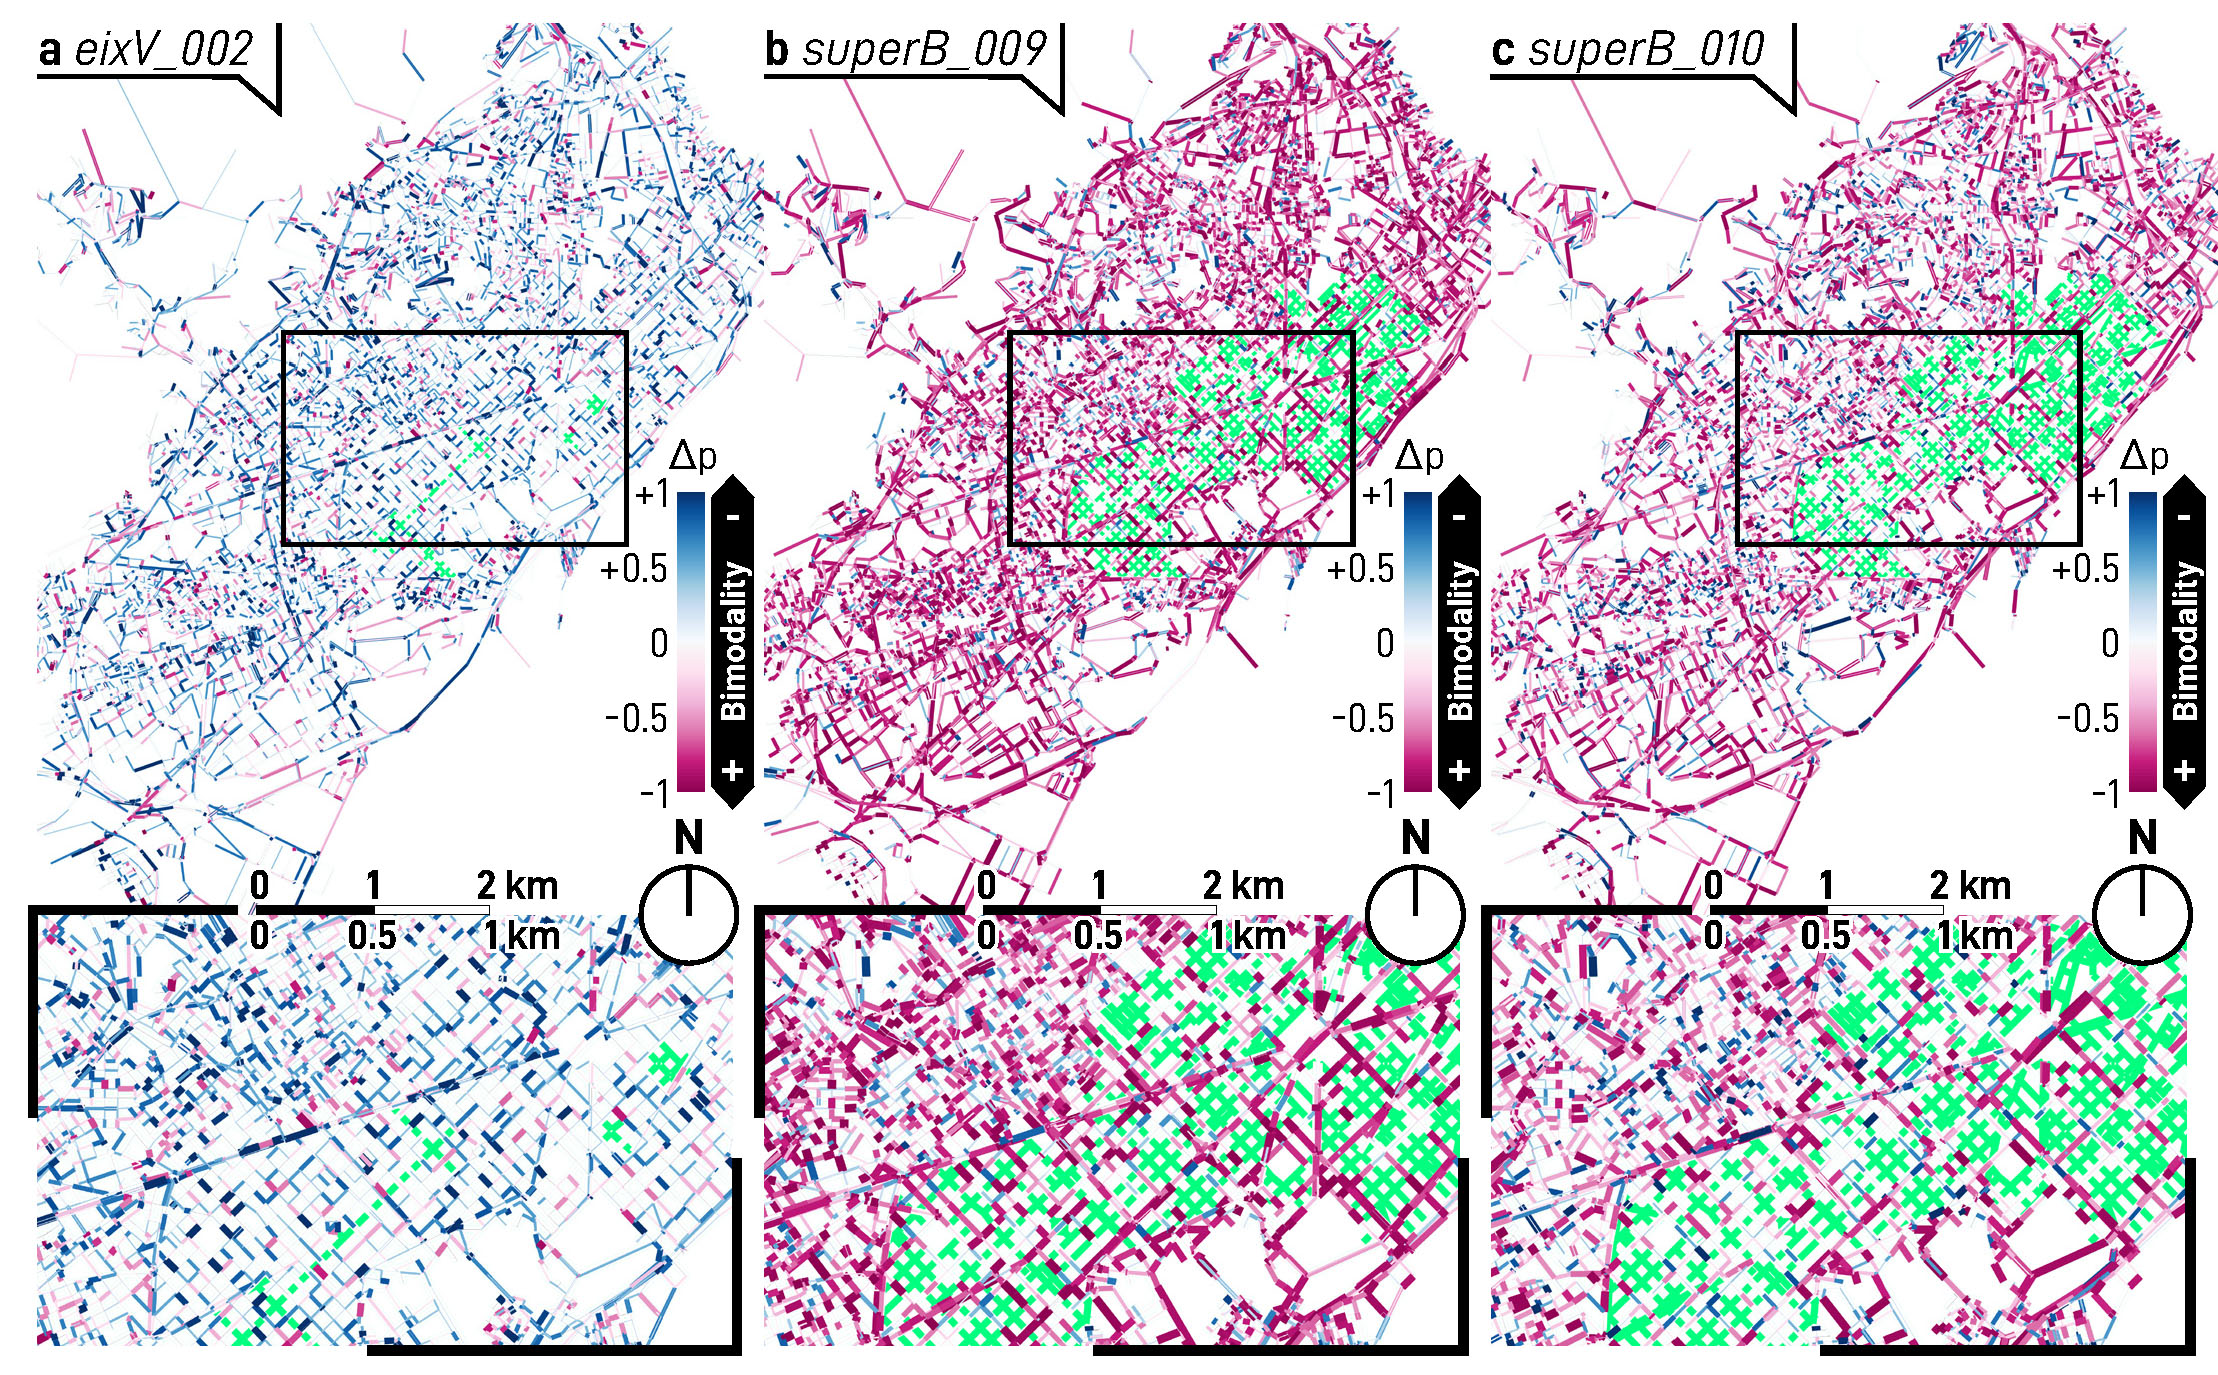 a eixV_002
b superB_009
c superB_010
Δp
+1
+0.5
0
−0.5
−1
- Bimodality +
N
0 1 2 km
0 0.5 1 km
Δp
+1
+0.5
0
−0.5
−1
- Bimodality +
N
0 1 2 km
0 0.5 1 km
Δp
+1
+0.5
0
−0.5
−1
- Bimodality +
N
0 1 2 km
0 0.5 1 km